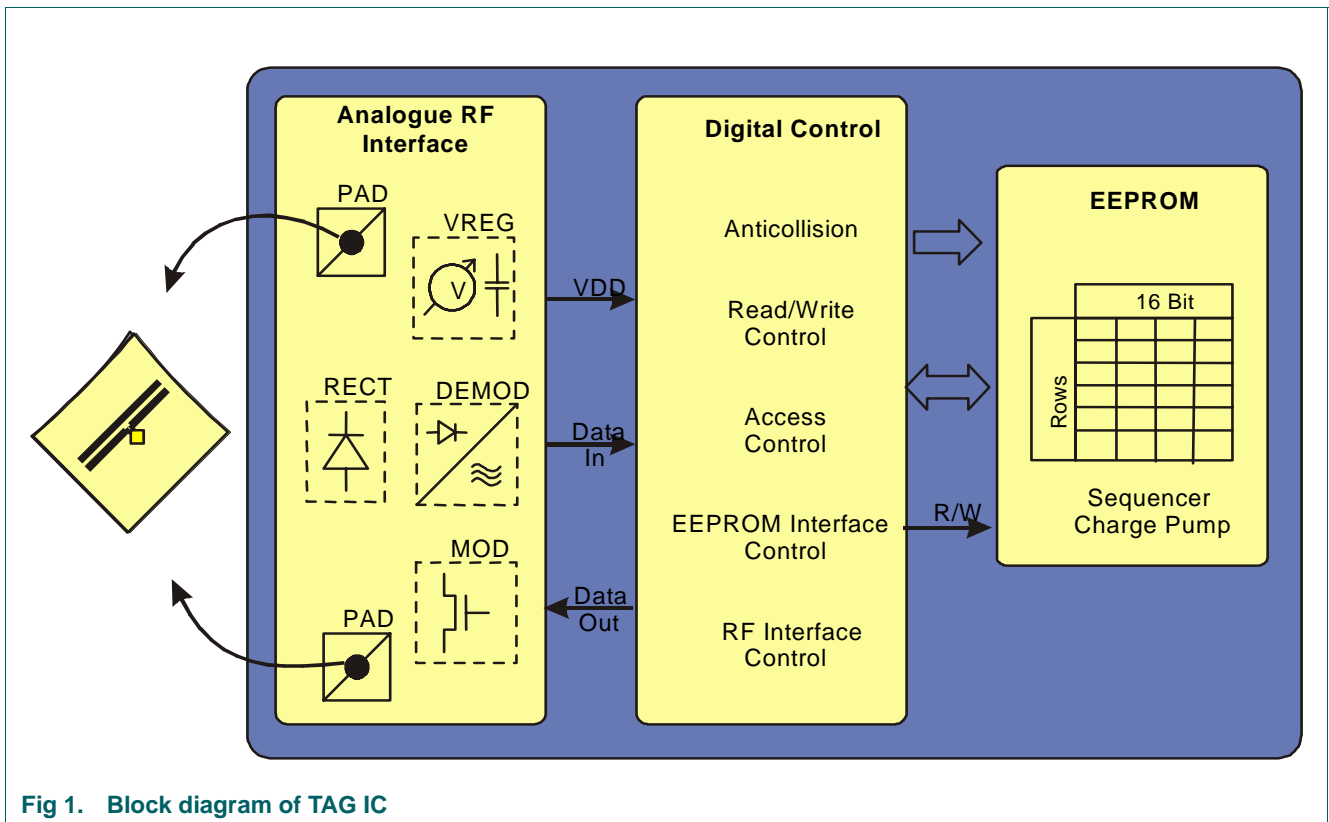 Analogue RF
Interface
PAD
VREG
V
RECT
DEMOD
MOD
PAD
VDD
Data
In
Data
Out
Digital Control
Anticollision
Read/Write
Control
Access
Control
EEPROM Interface
Control
RF Interface
Control
R/W
EEPROM
16 Bit
Rows
Sequencer
Charge Pump
Fig 1. Block diagram of TAG IC